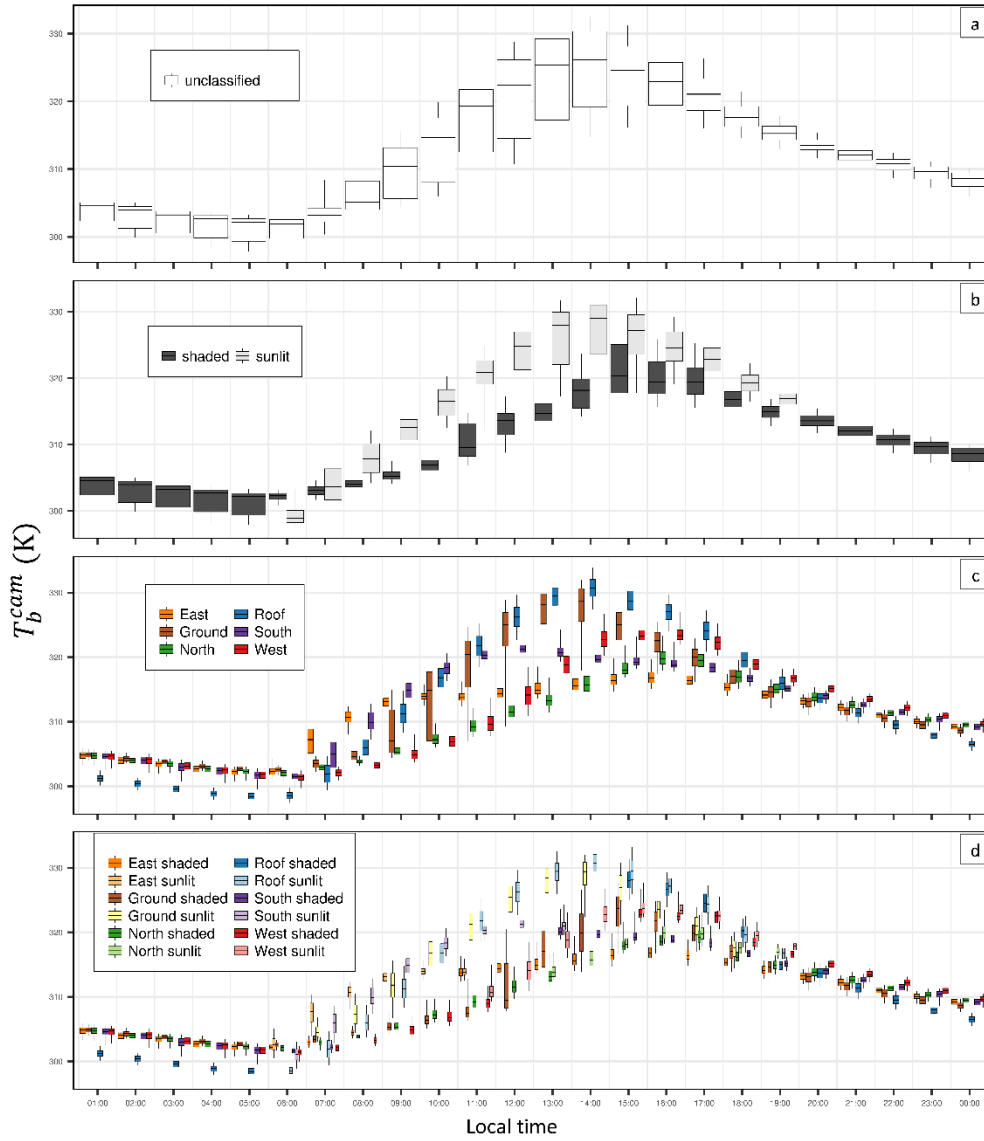 a
330
320
310
300
unclassified
b
330
320
310
300
shaded sunlit
T_b^cam (K)
c
330
320
310
300
East Roof
Ground South
North West
d
330
320
310
300
East shaded Roof shaded
East sunlit Roof sunlit
Ground shaded South shaded
Ground sunlit South sunlit
North shaded West shaded
North sunlit West sunlit
01:00 02:00 03:00 04:00 05:00 06:00 07:00 08:00 09:00 10:00 11:00 12:00 13:00 14:00 15:00 16:00 17:00 18:00 19:00 20:00 21:00 22:00 23:00 00:00
Local time